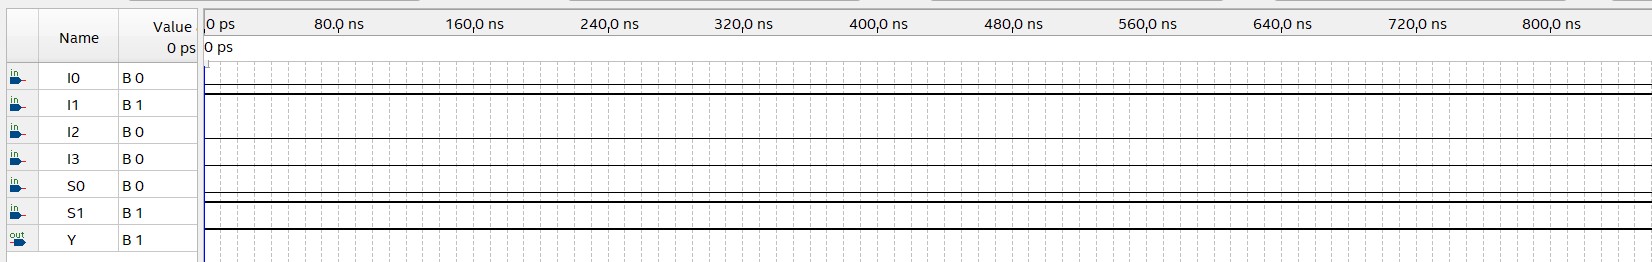 Name Value 0 ps 80,0 ns 160,0 ns 240,0 ns 320,0 ns 400,0 ns 480,0 ns 560,0 ns 640,0 ns 720,0 ns 800,0 ns
0 ps 0 ps
in I0 B 0
in I1 B 1
in I2 B 0
in I3 B 0
in S0 B 0
in S1 B 1
out Y B 1